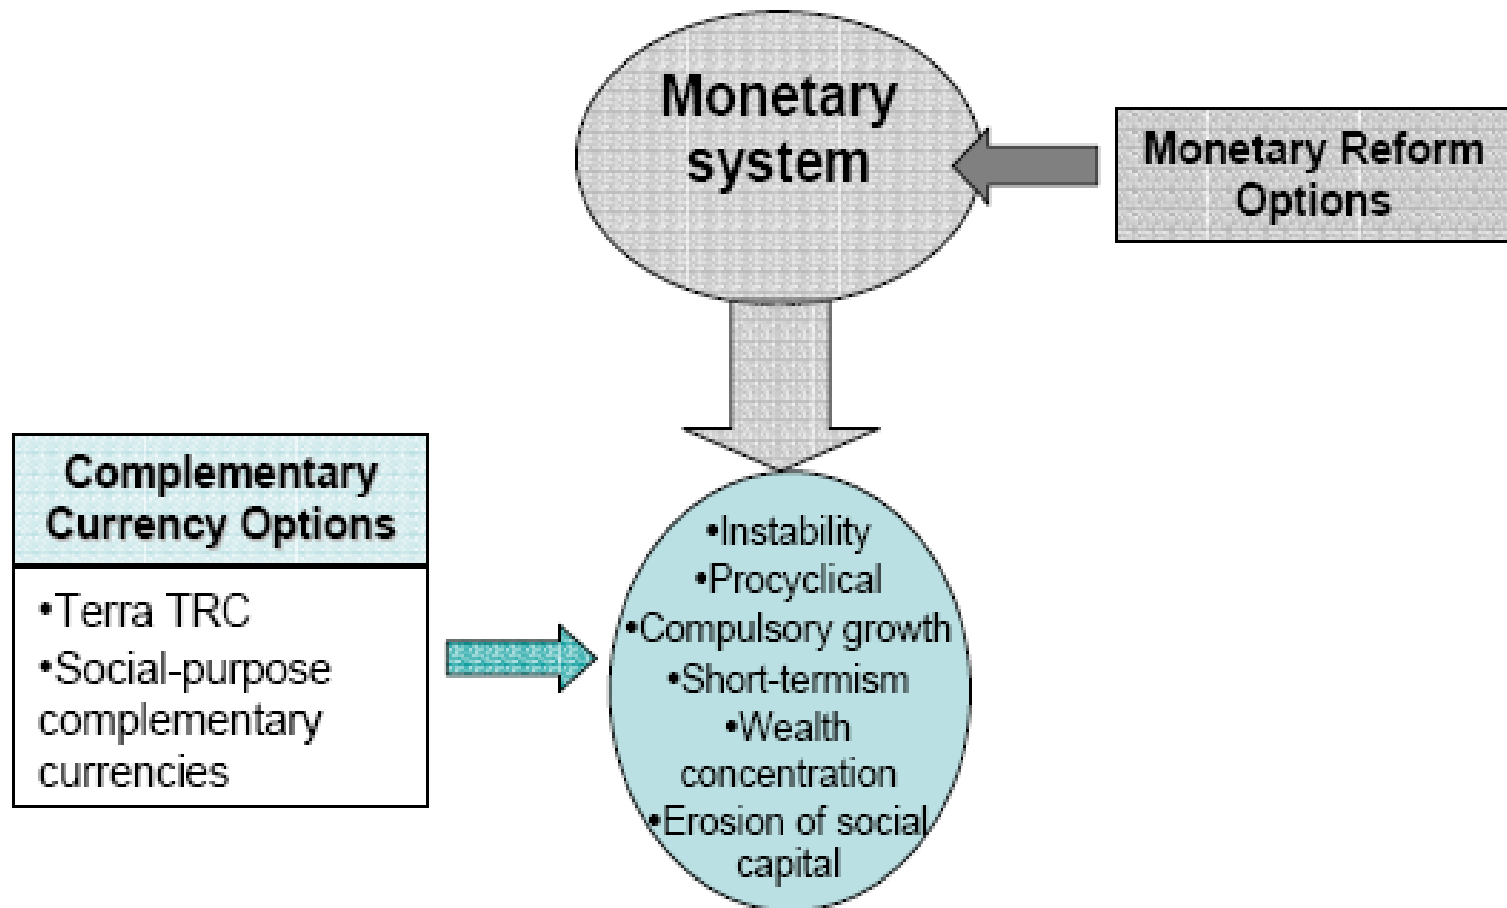 Monetary
system
Monetary Reform
Options
Complementary
Currency Options
•Terra TRC
•Social-purpose
complementary
currencies
•Instability
•Procyclical
•Compulsory growth
•Short-termism
•Wealth
concentration
•Erosion of social
capital